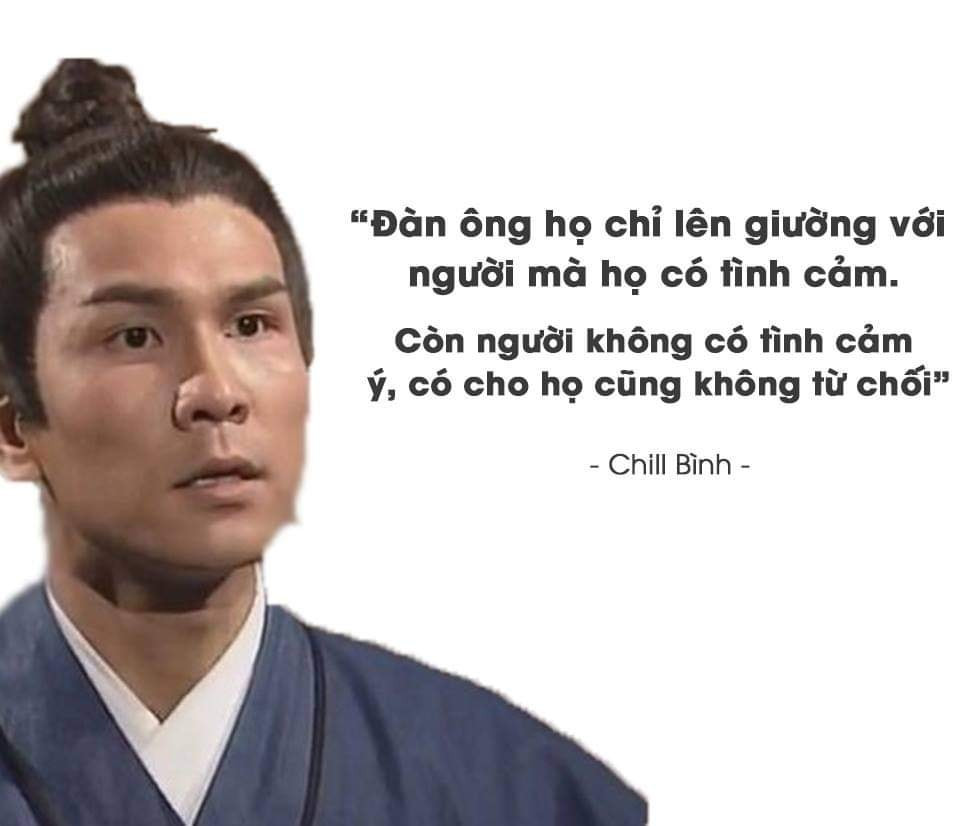 “Đàn ông họ chỉ lên giường với
người mà họ có tình cảm.
Còn người không có tình cảm
ý, có cho họ cũng không từ chối”
- Chill Bình -